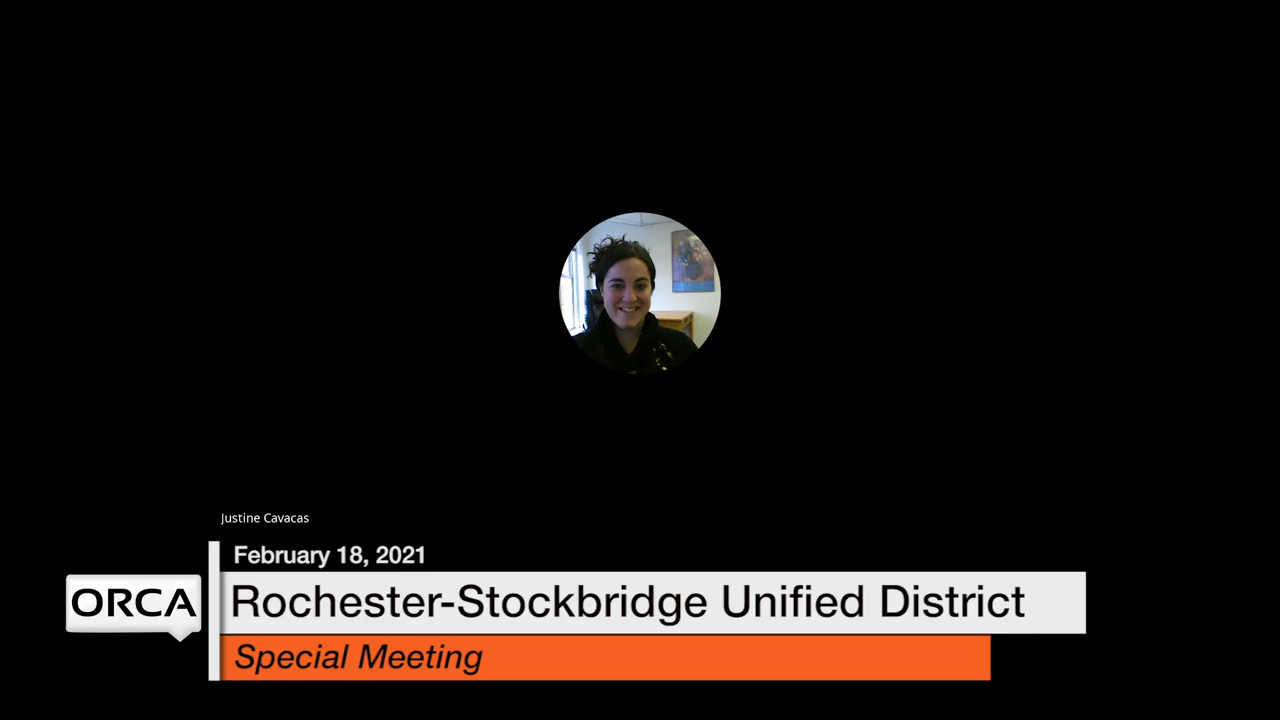 Justine Cavacas
February 18, 2021
ORCA
Rochester-Stockbridge Unified District
Special Meeting